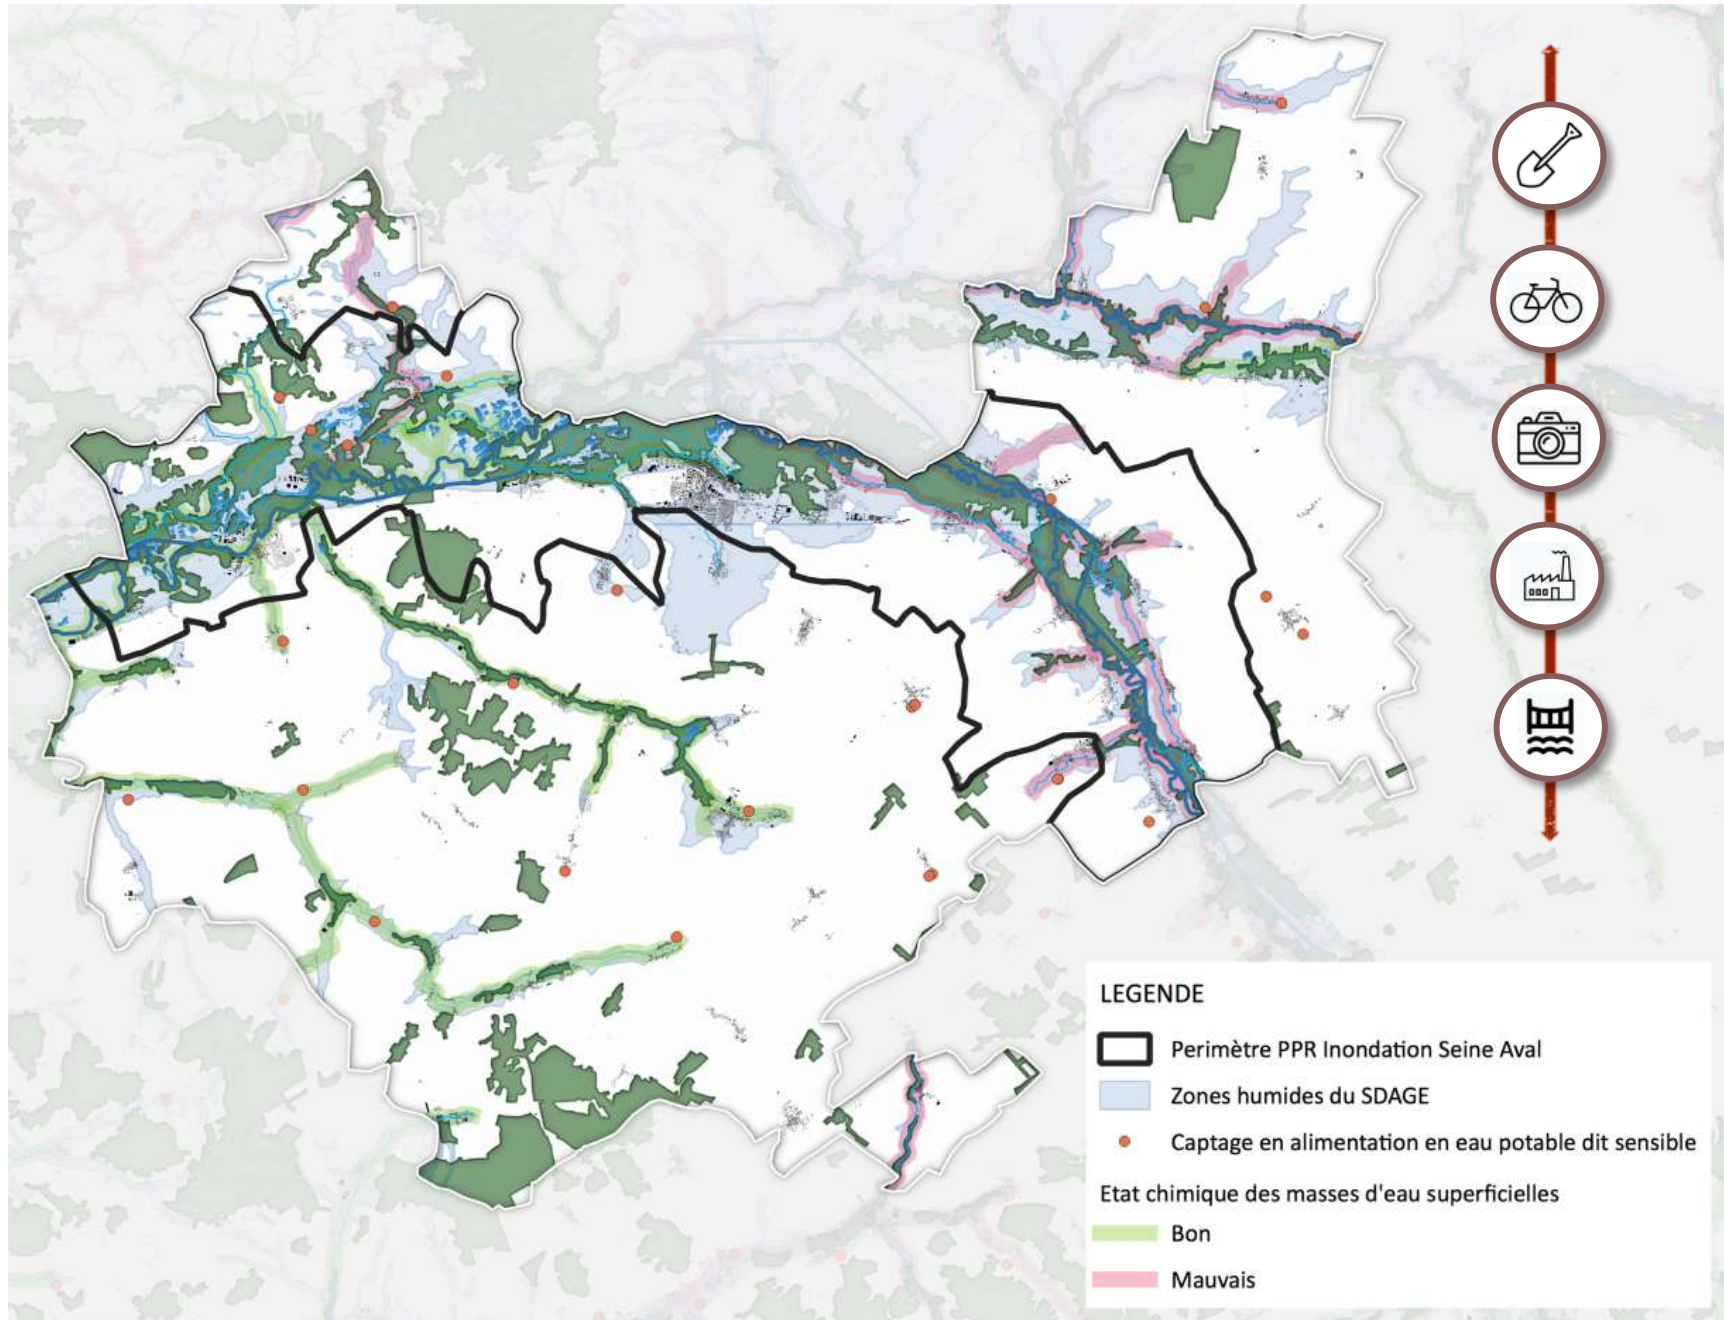 LEGENDE
Perimètre PPR Inondation Seine Aval
Zones humides du SDAGE
Captage en alimentation en eau potable dit sensible
Etat chimique des masses d'eau superficielles
Bon
Mauvais